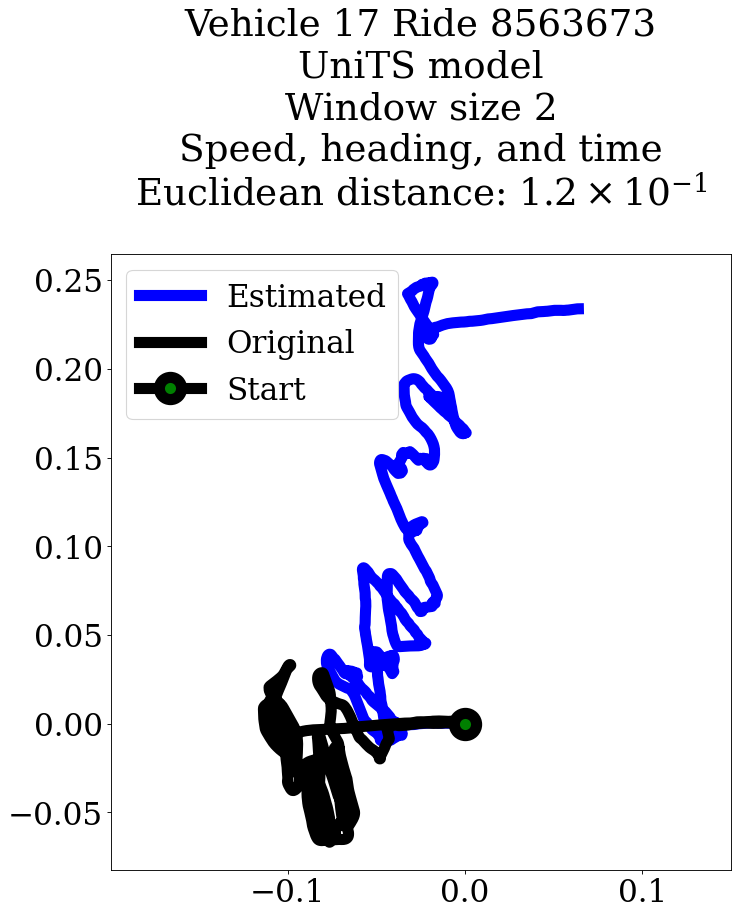 Vehicle 17 Ride 8563673
UniTS model
Window size 2
Speed, heading, and time
Euclidean distance: 1.2 × 10⁻¹
0.25
0.20
0.15
0.10
0.05
0.00
−0.05
Estimated
Original
Start
−0.1
0.0
0.1